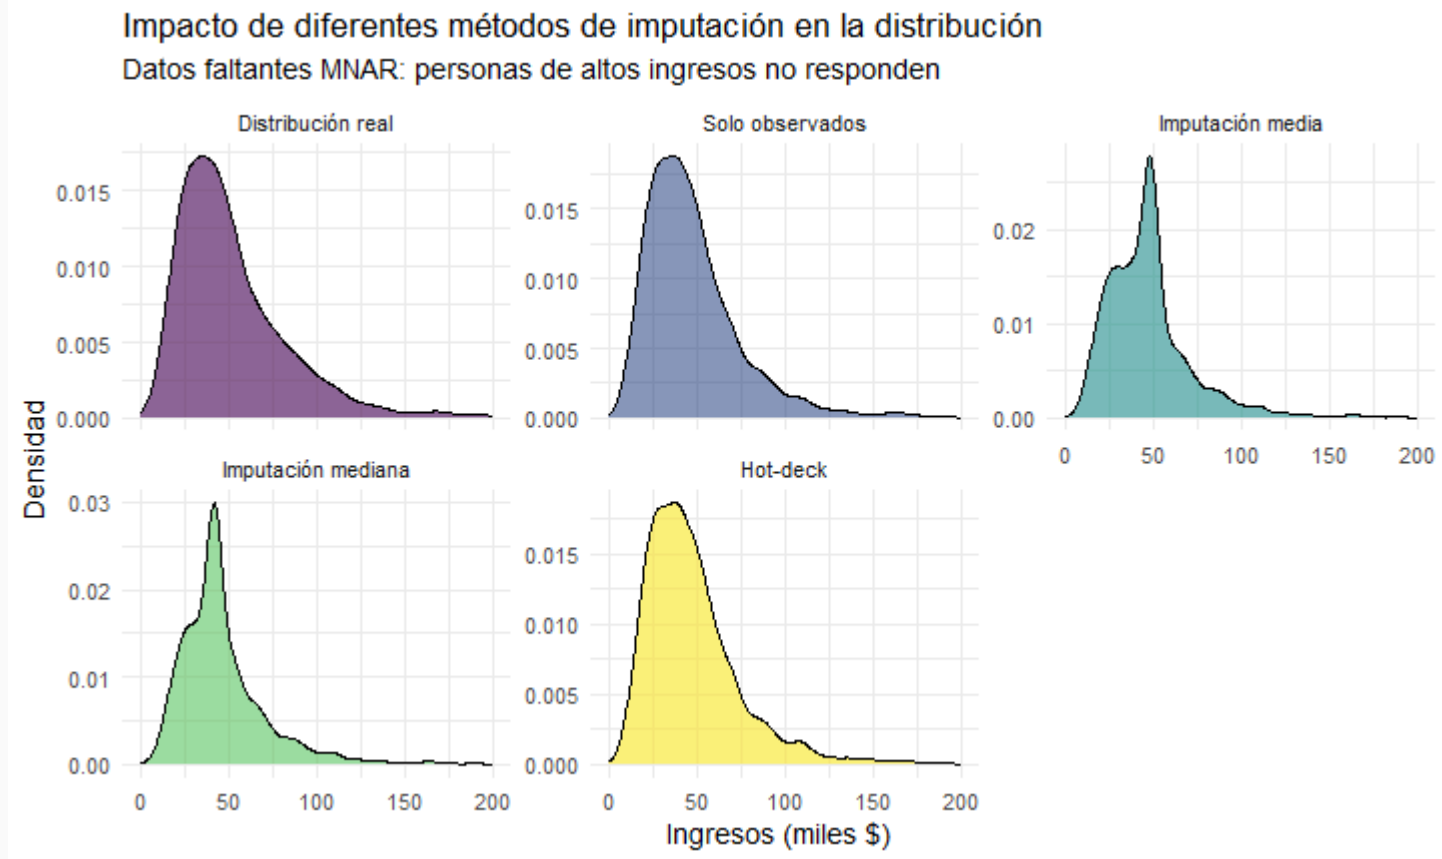 Impacto de diferentes métodos de imputación en la distribución
Datos faltantes MNAR: personas de altos ingresos no responden
Distribución real
Solo observados
Imputación media
0.015
0.010
0.005
0.000
0.015
0.010
0.005
0.000
0.02
0.01
0.00
0 50 100 150 200
Densidad
Imputación mediana
Hot-deck
0.03
0.02
0.01
0.00
0.015
0.010
0.005
0.000
0 50 100 150 200
0 50 100 150 200
Ingresos (miles $)